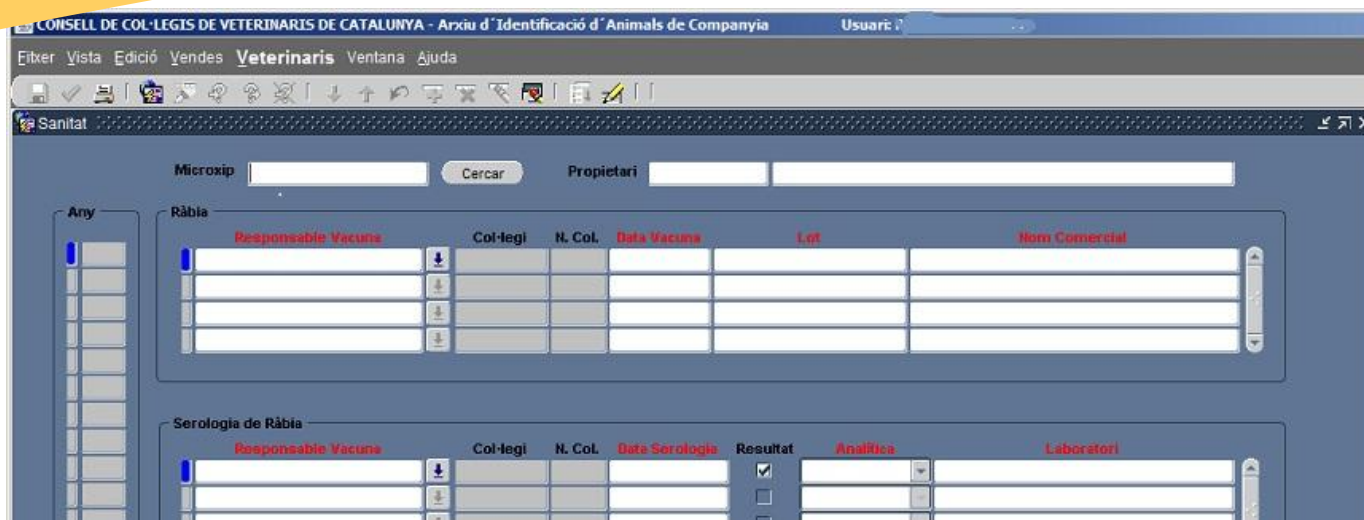 CONSELL DE COL·LEGIS DE VETERINARIS DE CATALUNYA - Arxiu d´Identificació d´Animals de Companyia Usuari:
Fitxer Vista Edició Vendes Veterinaris Ventana Ajuda
Sanitat
Microxip Cercar Propietari
Any Ràbia
Responsable Vacuna Col·legi N. Col. Data Vacuna Lot Nom Comercial
Serologia de Ràbia
Responsable Vacuna Col·legi N. Col. Data Serologia Resultat Analítica Laboratori